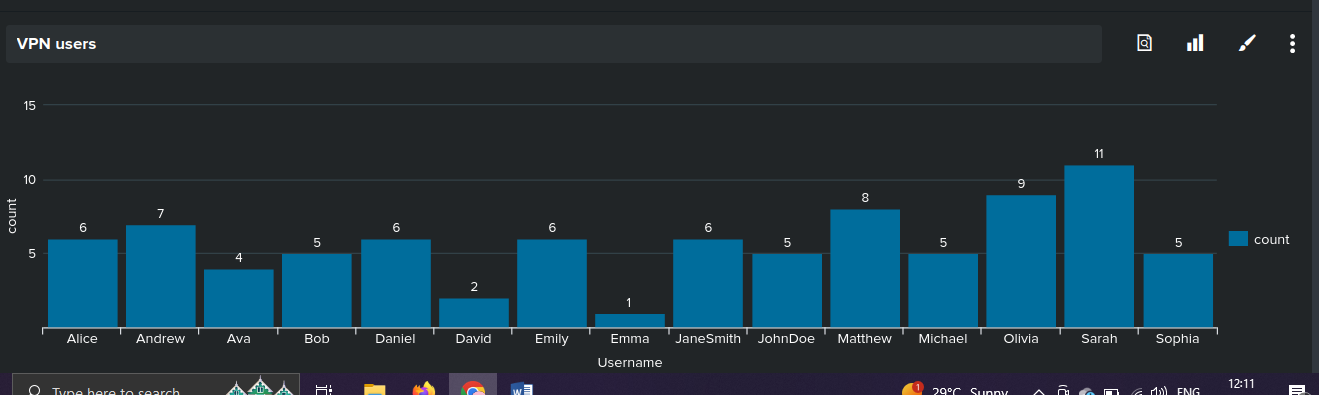 VPN users
15
10
5
count
6
7
4
5
6
2
6
1
6
5
8
5
9
11
5
count
Alice
Andrew
Ava
Bob
Daniel
David
Emily
Emma
JaneSmith
JohnDoe
Matthew
Michael
Olivia
Sarah
Sophia
Username
Type here to search
W
1
29°C Sunny
ENG
12:11